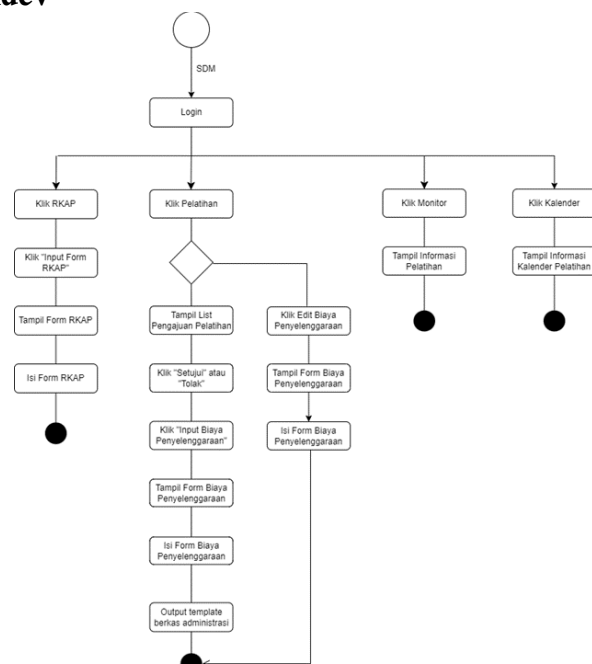 SDM
Login
Klik RKAP
Klik Pelatihan
Klik Monitor
Klik Kalender
Klik "Input Form
RKAP"
Tampil Informasi
Pelatihan
Tampil Informasi
Kalender Pelatihan
Tampil Form RKAP
Tampil List
Pengajuan Pelatihan
Klik Edit Biaya
Penyelenggaraan
Isi Form RKAP
Klik "Setujui" atau
"Tolak"
Tampil Form Biaya
Penyelenggaraan
Klik "Input Biaya
Penyelenggaraan"
Isi Form Biaya
Penyelenggaraan
Tampil Form Biaya
Penyelenggaraan
Isi Form Biaya
Penyelenggaraan
Output template
berkas administrasi